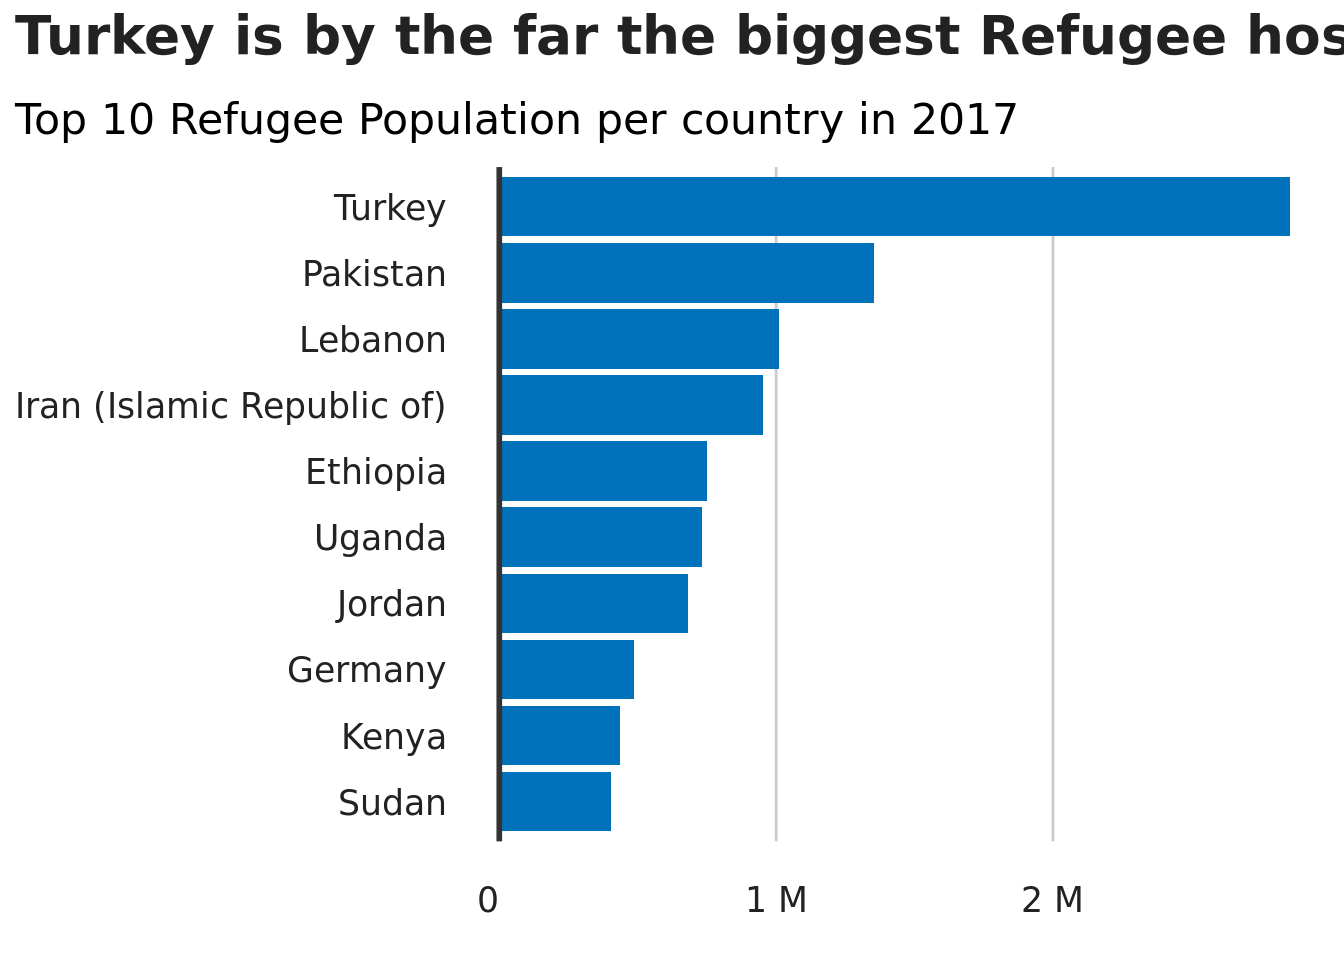 Turkey is by the far the biggest Refugee hos
Top 10 Refugee Population per country in 2017
Turkey
Pakistan
Lebanon
Iran (Islamic Republic of)
Ethiopia
Uganda
Jordan
Germany
Kenya
Sudan
0 1 M 2 M